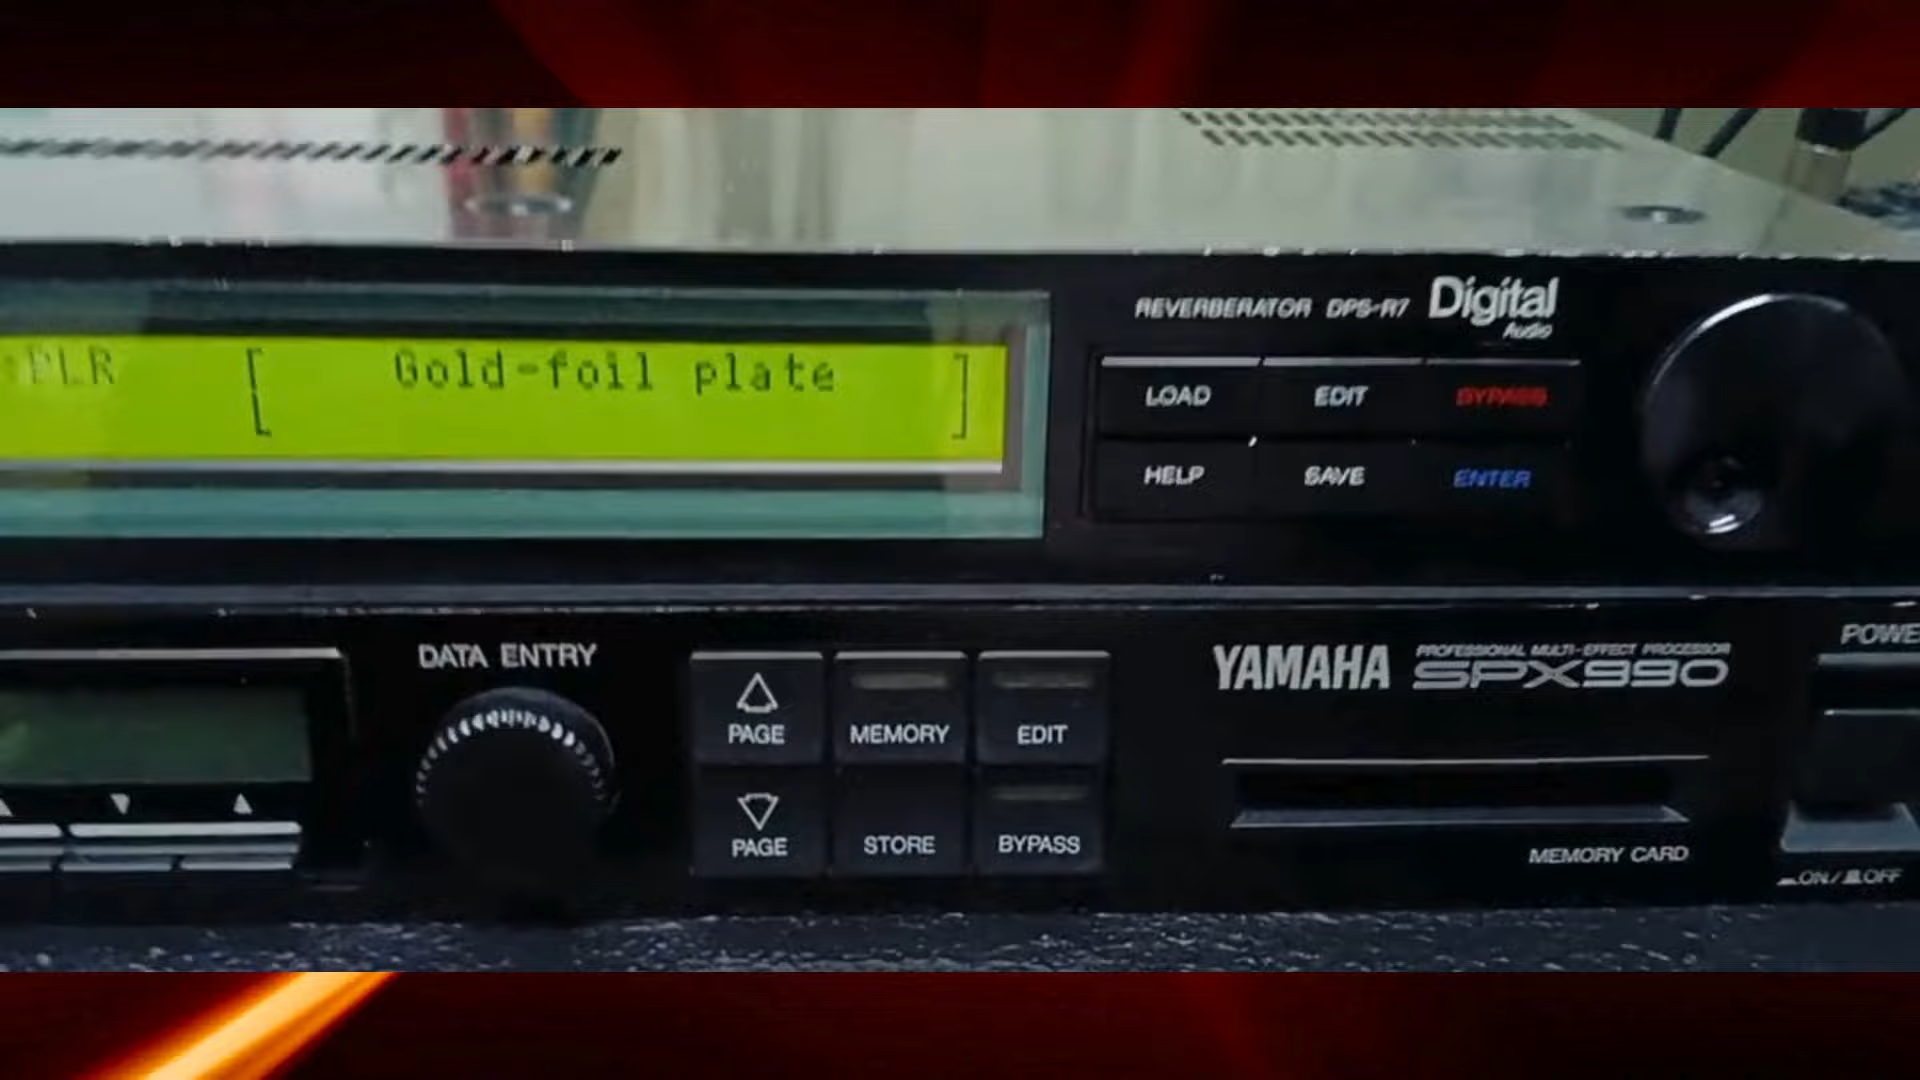 PLR [ Gold-foil plate ]
REVERBERATOR DPS-R7 Digital
Audio
LOAD EDIT BYPASS
HELP SAVE ENTER
DATA ENTRY
PAGE MEMORY EDIT
PAGE STORE BYPASS
YAMAHA PROFESSIONAL MULTI-EFFECT PROCESSOR
SPX990
MEMORY CARD
POWE
ON / OFF